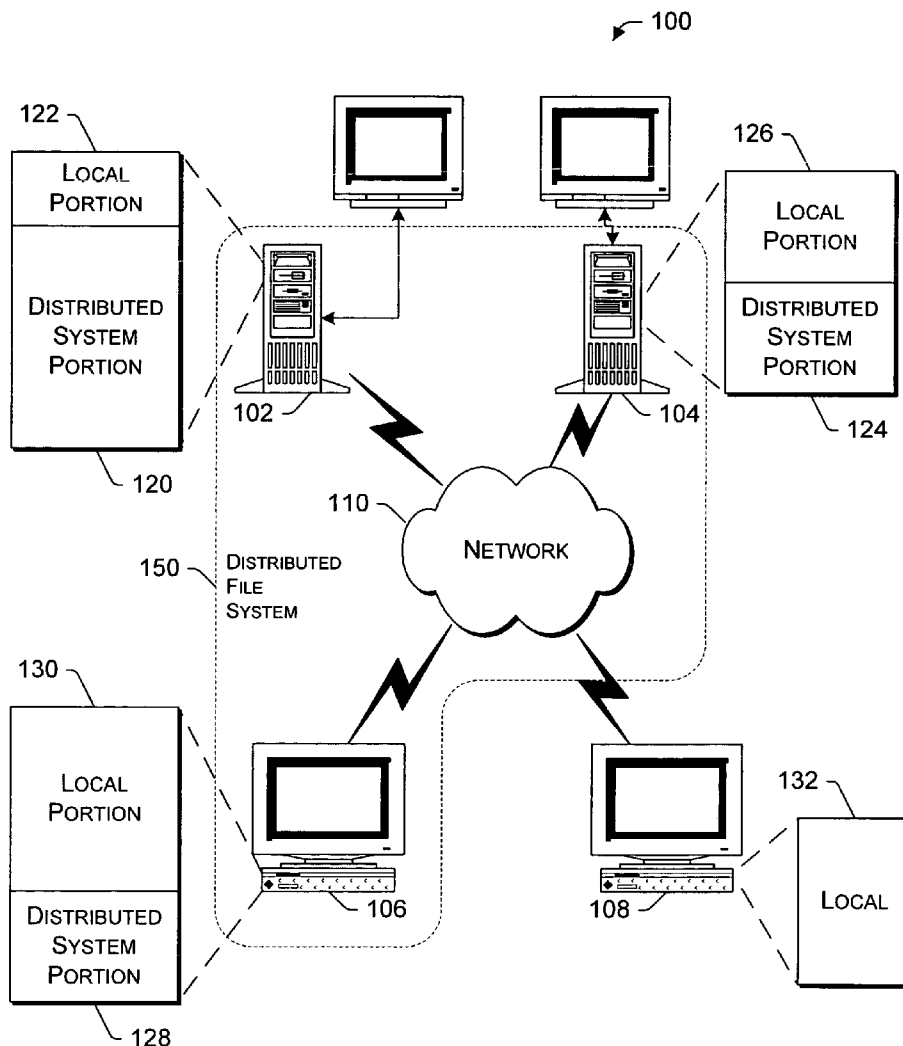 100
122
LOCAL
PORTION
DISTRIBUTED
SYSTEM
PORTION
120
102
126
LOCAL
PORTION
DISTRIBUTED
SYSTEM
PORTION
124
104
110
NETWORK
150
DISTRIBUTED
FILE
SYSTEM
130
LOCAL
PORTION
DISTRIBUTED
SYSTEM
PORTION
128
106
108
132
LOCAL